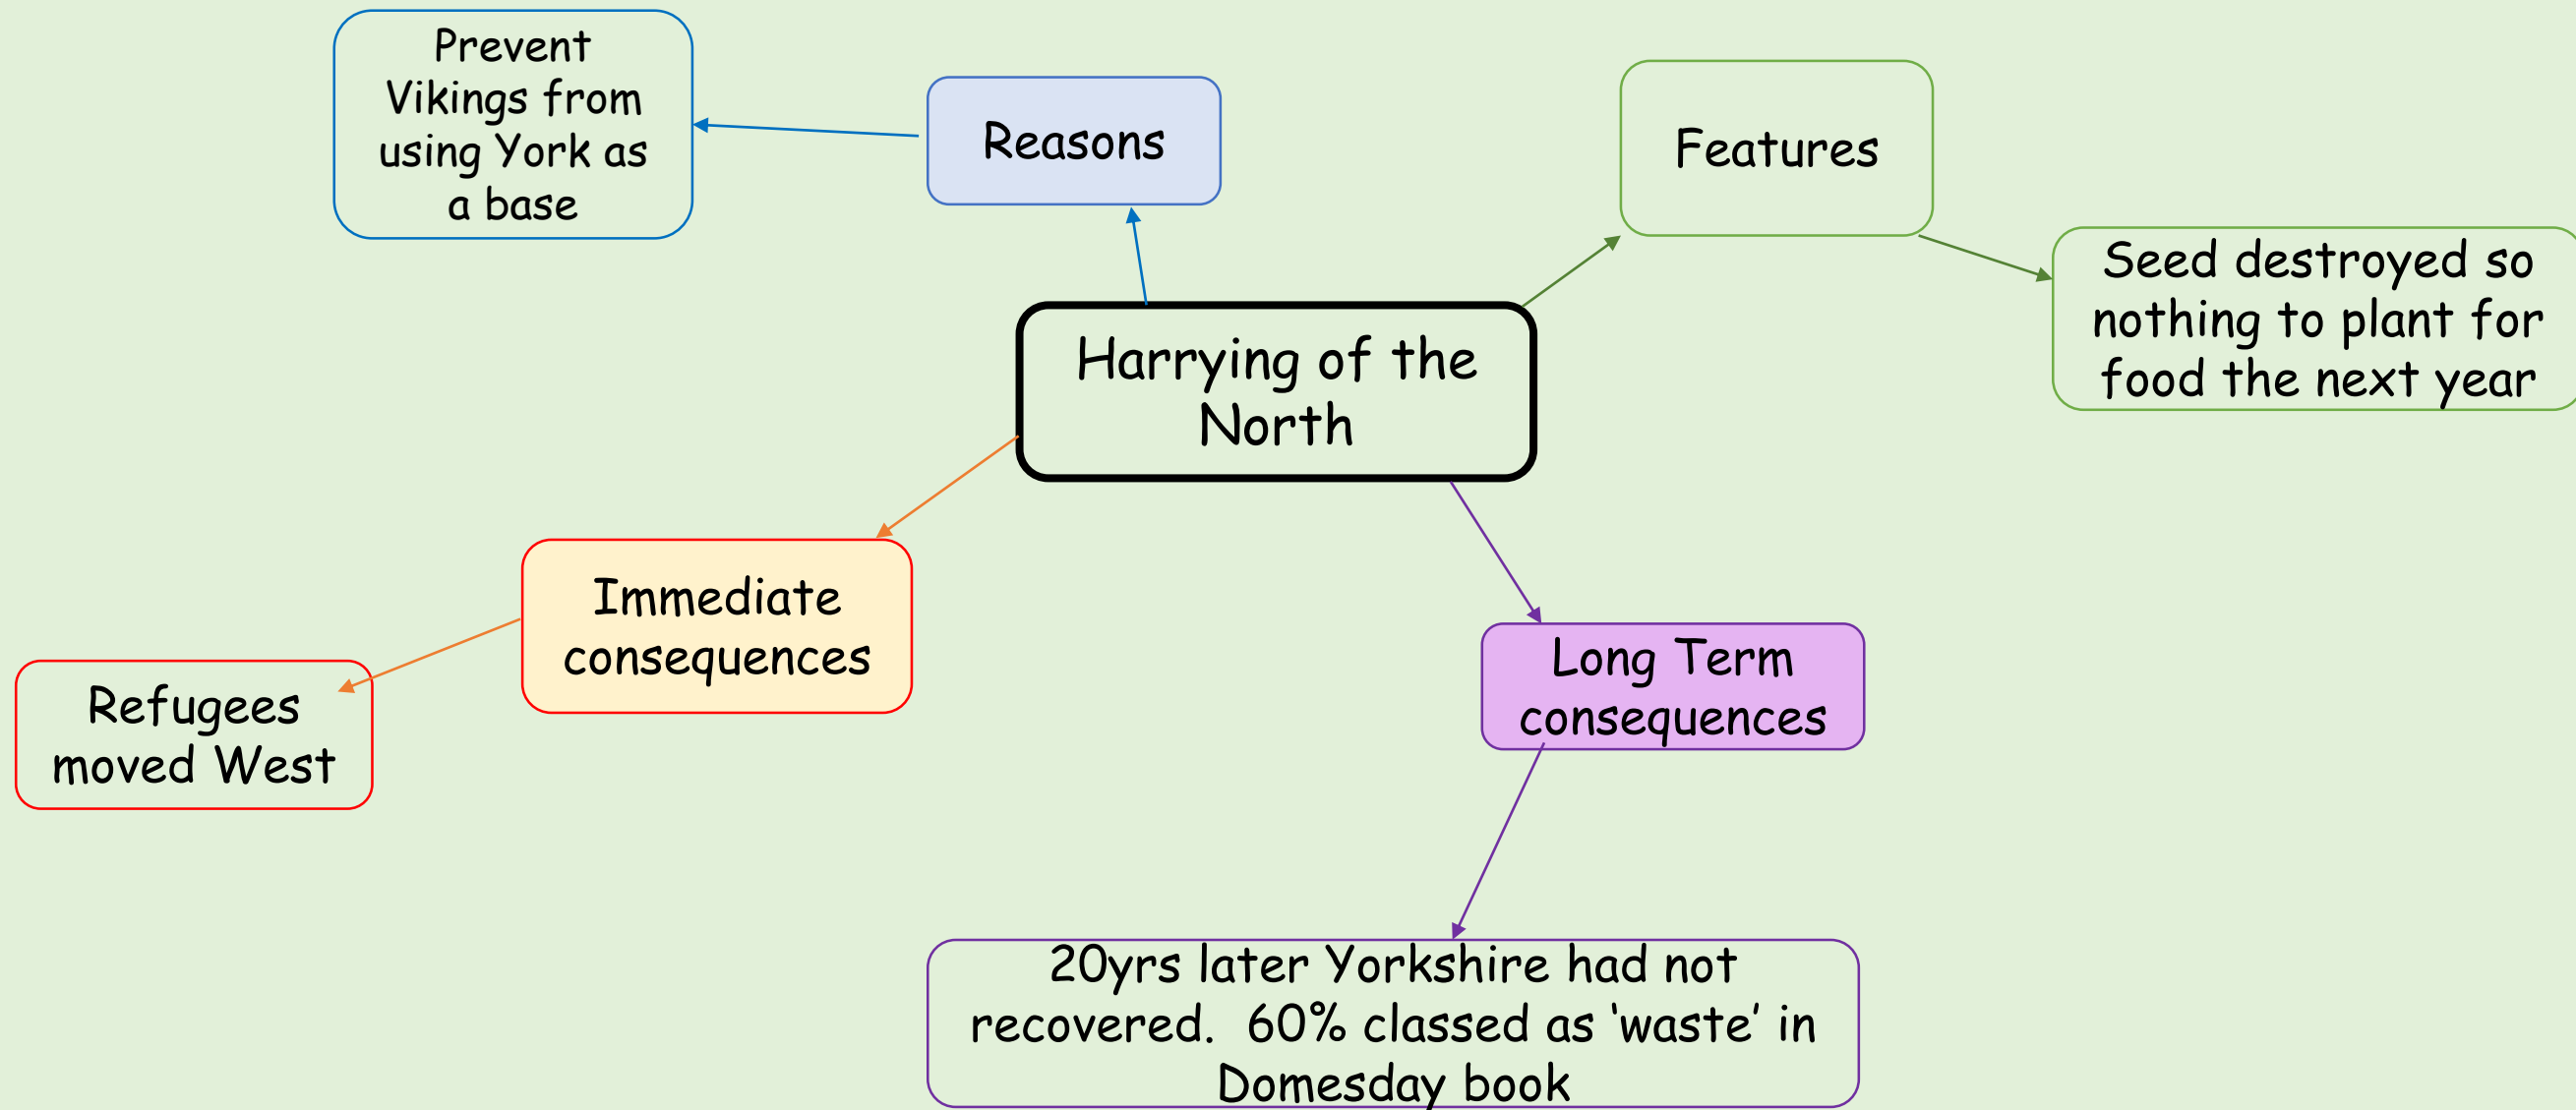 Prevent
Vikings from
using York as
a base
Reasons
Features
Seed destroyed so
nothing to plant for
food the next year
Harrying of the
North
Immediate
consequences
Refugees
moved West
Long Term
consequences
20yrs later Yorkshire had not
recovered.  60% classed as ‘waste’ in
Domesday book